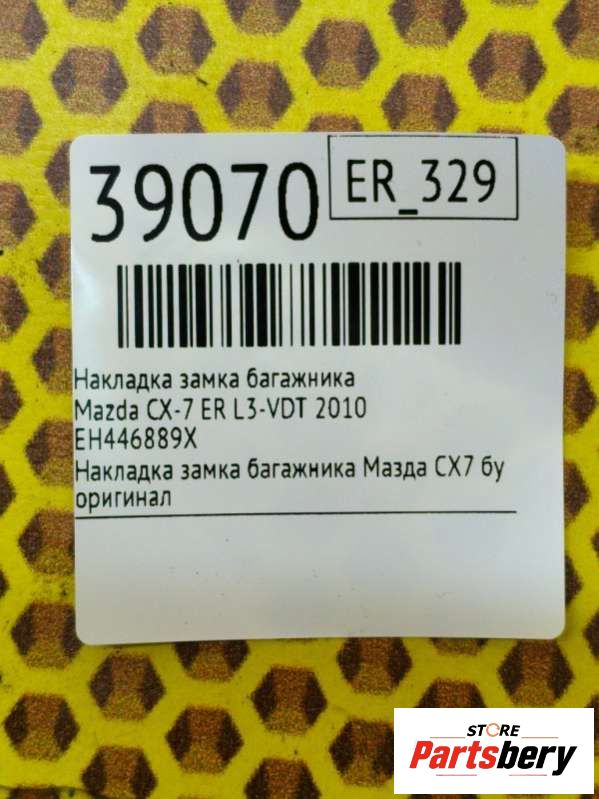 39070
ER_329
Накладка замка багажника
Mazda CX-7 ER L3-VDT 2010
EH446889X
Накладка замка багажника Мазда CX7 бу
оригинал
STORE
Partsbery